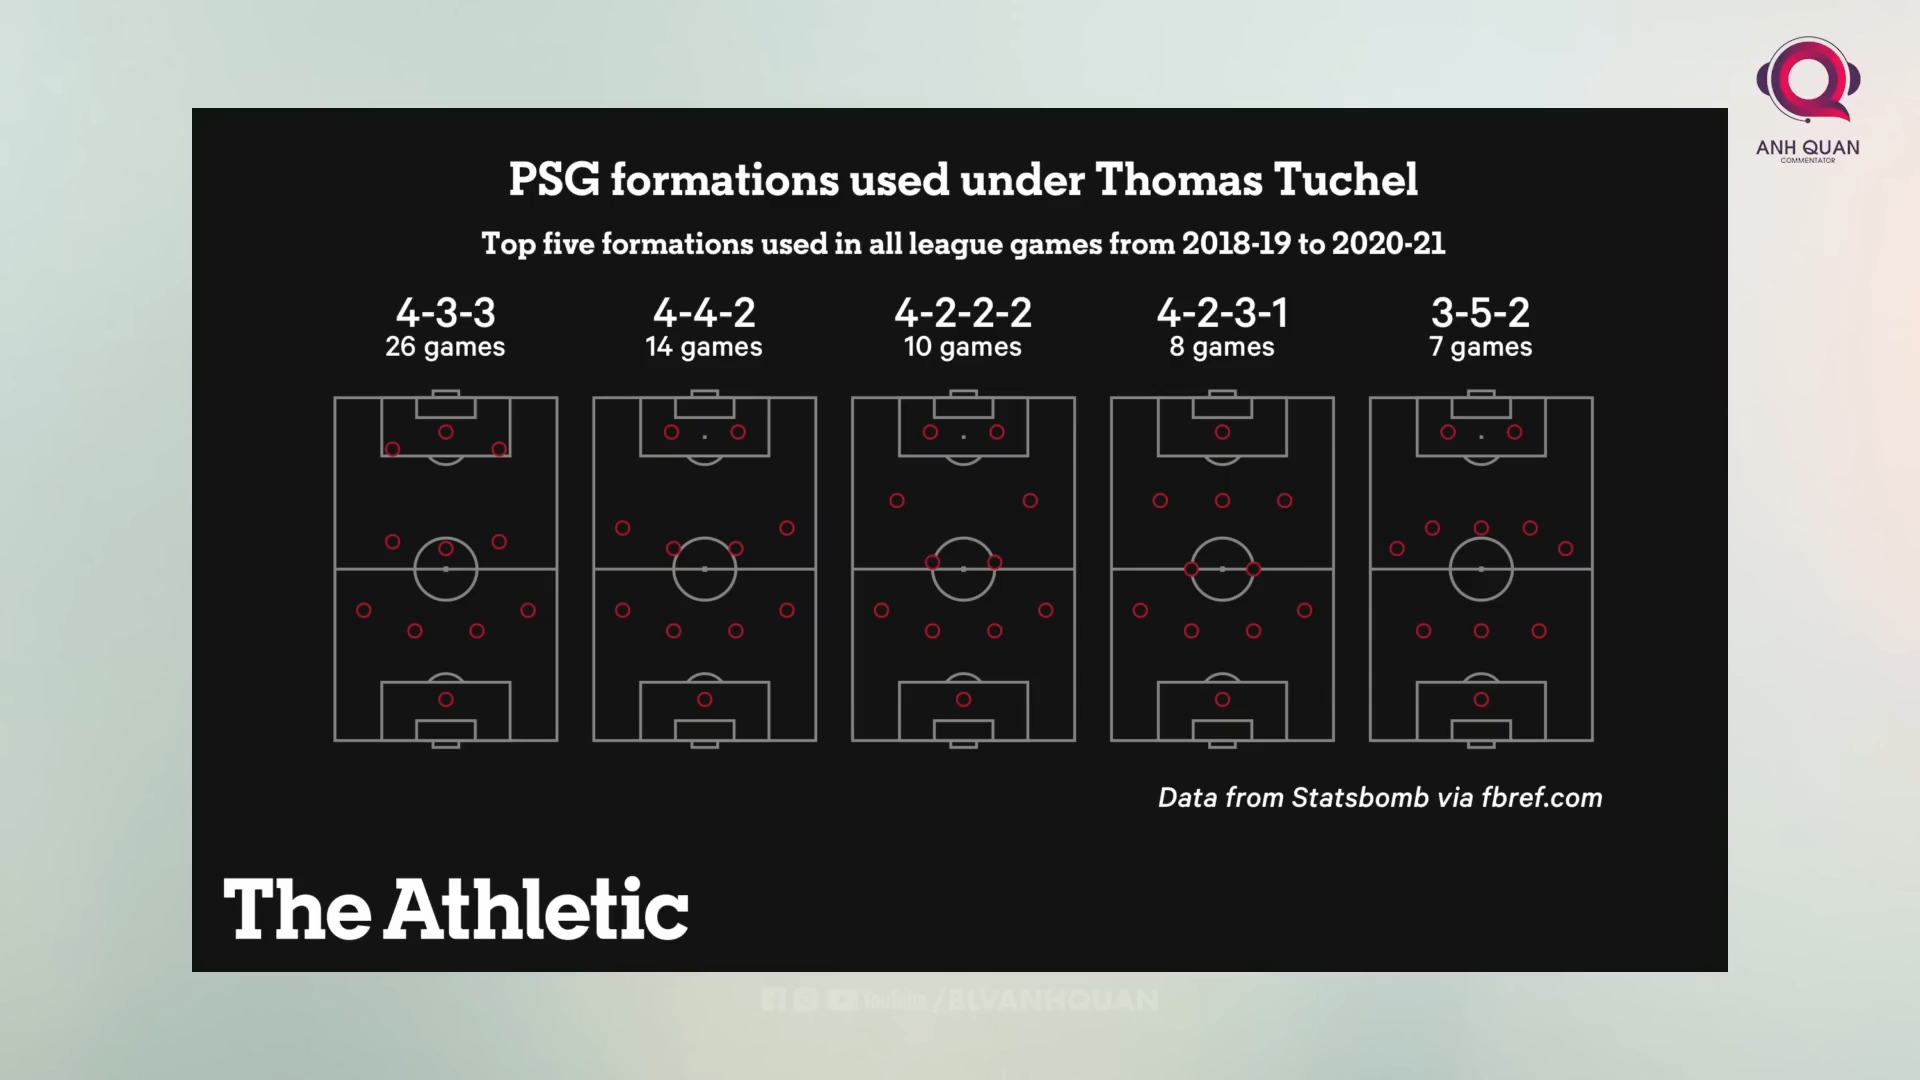 ANH QUAN
COMMENTATOR
PSG formations used under Thomas Tuchel
Top five formations used in all league games from 2018-19 to 2020-21
4-3-3
26 games
4-4-2
14 games
4-2-2-2
10 games
4-2-3-1
8 games
3-5-2
7 games
Data from Statsbomb via fbref.com
The Athletic
YouTube /BLVANHQUAN